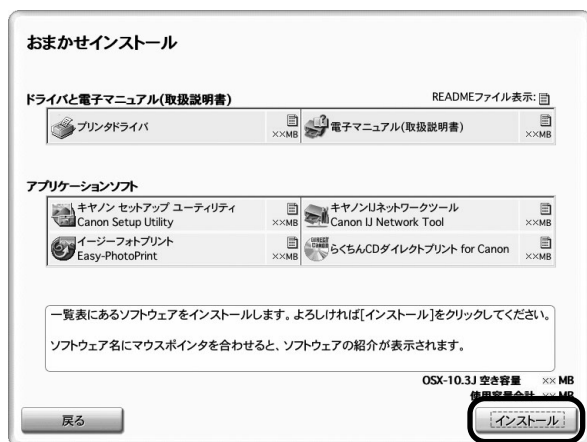 おまかせインストール
ドライバと電子マニュアル(取扱説明書)
READMEファイル表示:
プリンタドライバ
××MB
電子マニュアル(取扱説明書)
××MB
アプリケーションソフト
キヤノン セットアップ ユーティリティ
Canon Setup Utility
××MB
キヤノンIJネットワークツール
Canon IJ Network Tool
××MB
イージーフォトプリント
Easy-PhotoPrint
××MB
らくちんCDダイレクトプリント for Canon
××MB
一覧表にあるソフトウェアをインストールします。よろしければ[インストール]をクリックしてください。
ソフトウェア名にマウスポインタを合わせると、ソフトウェアの紹介が表示されます。
OSX-10.3J 空き容量 ×× MB
使用容量合計 ×× MB
戻る
インストール